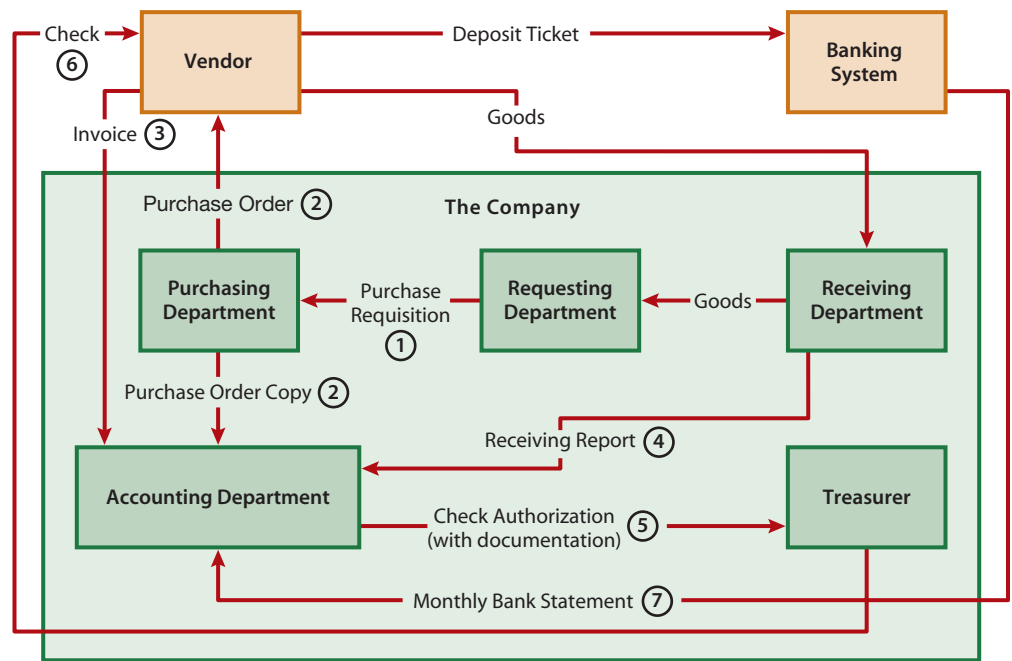 Check
6
Vendor
Deposit Ticket
Banking
System
Invoice 3
Goods
Purchase Order 2
The Company
Purchasing
Department
Purchase
Requisition
1
Requesting
Department
Goods
Receiving
Department
Purchase Order Copy 2
Receiving Report 4
Accounting Department
Check Authorization
(with documentation) 5
Treasurer
Monthly Bank Statement 7